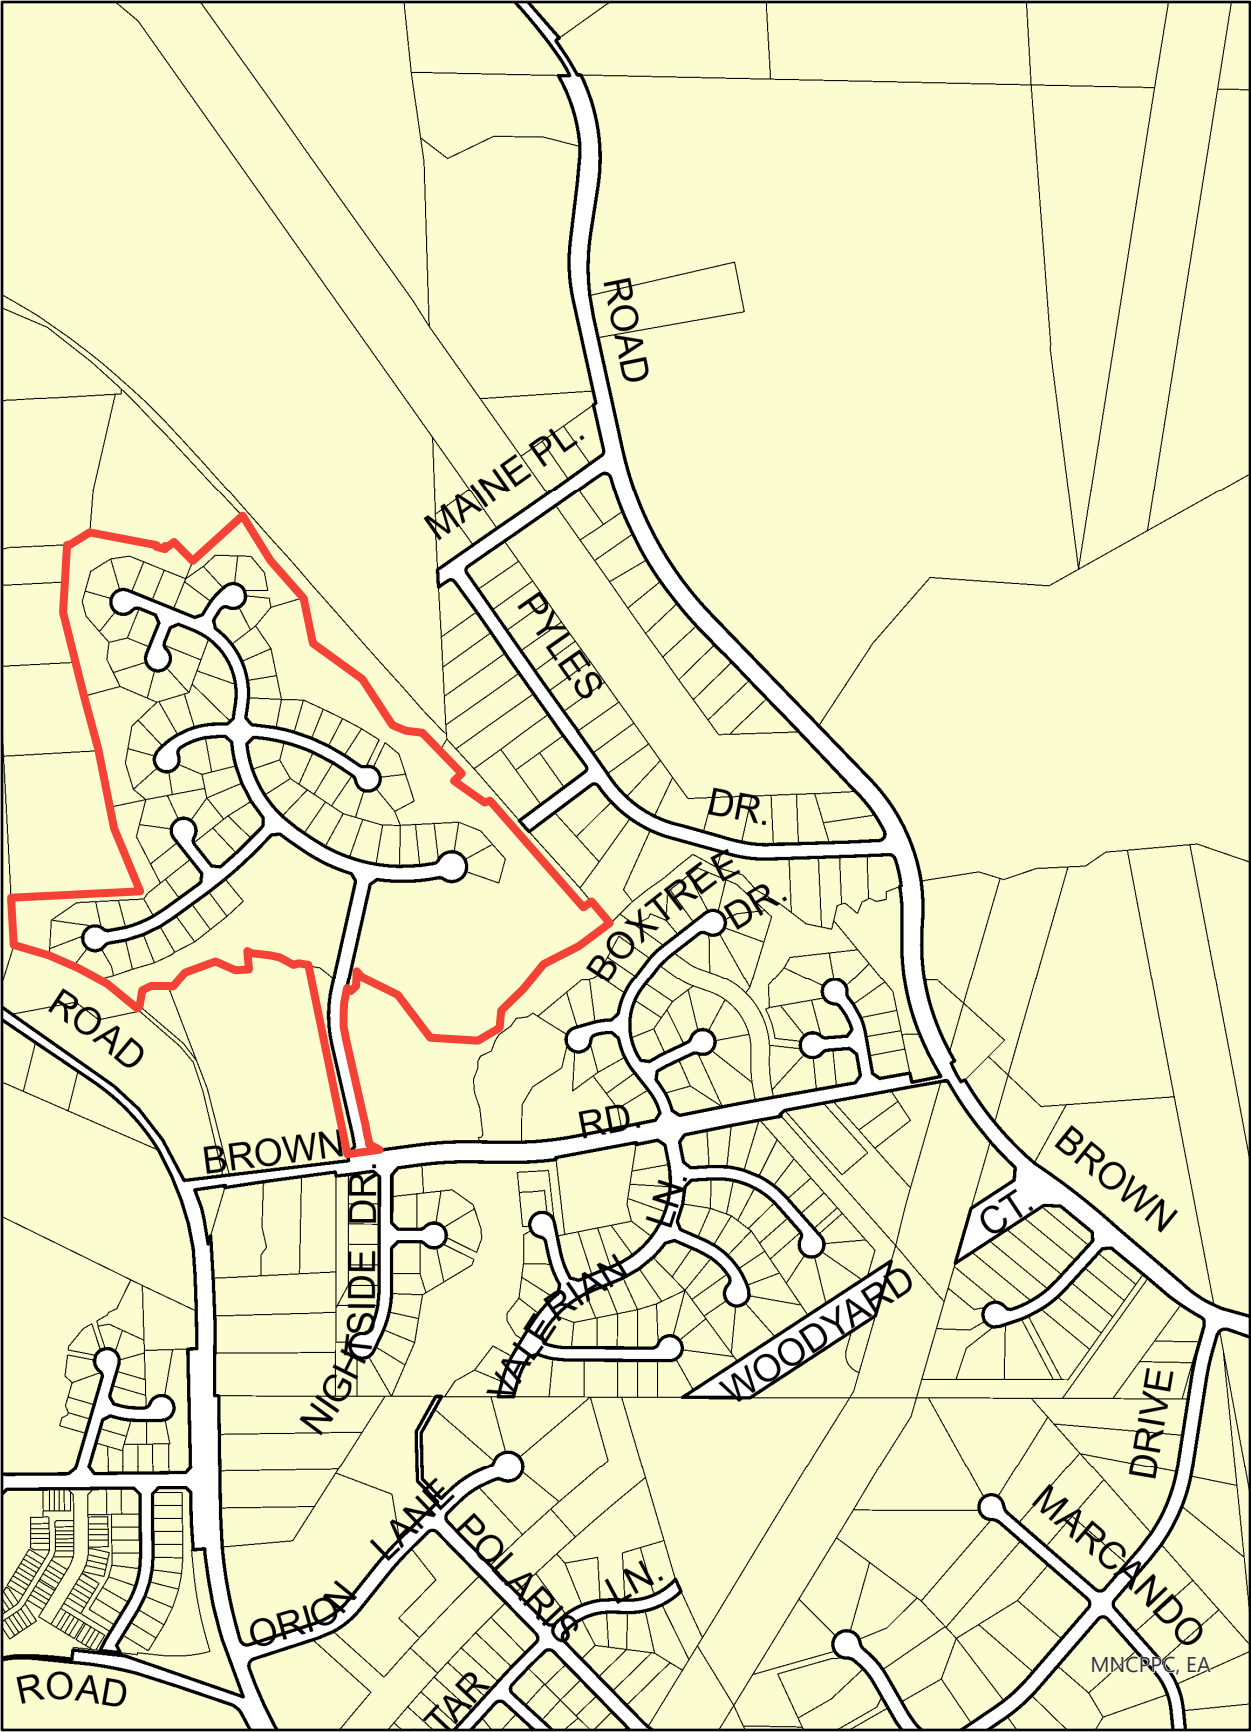 ROAD
MAINE PL.
PYLES
DR.
BOXTREE
DR.
ROAD
BROWN
RD.
BROWN
CT.
NIGHTSIDE DR.
VALERIAN
LN.
WOODYARD
DRIVE
MARCANDO
ORION LANE
POLARIS
LN.
TAR
ROAD
MNCPPC, EA